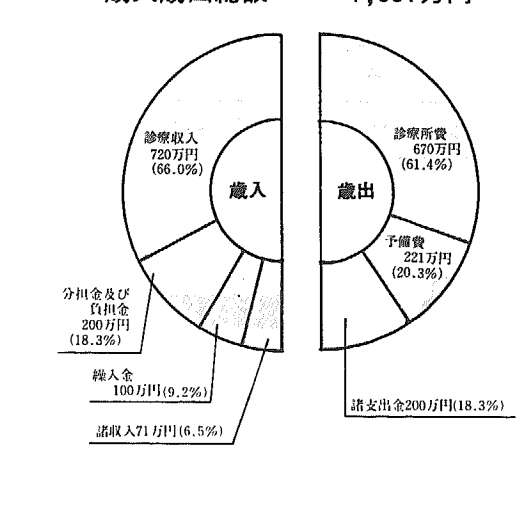 診療収入
720万円
(66.0%)
歳入
分担金及び
負担金
200万円
(18.3%)
繰入金
100万円(9.2%)
諸収入71万円(6.5%)
診療所費
670万円
(61.4%)
歳出
予備費
221万円
(20.3%)
諸支出金200万円(18.3%)